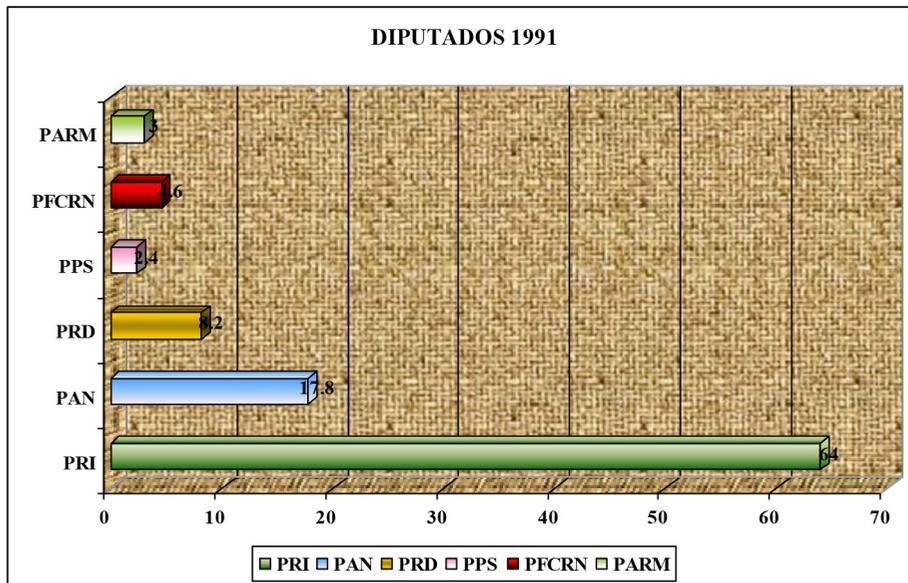 DIPUTADOS 1991
PARM 3
PFCRN 4.6
PPS 2.4
PRD 8.2
PAN 17.8
PRI 64
0 10 20 30 40 50 60 70
PRI PAN PRD PPS PFCRN PARM